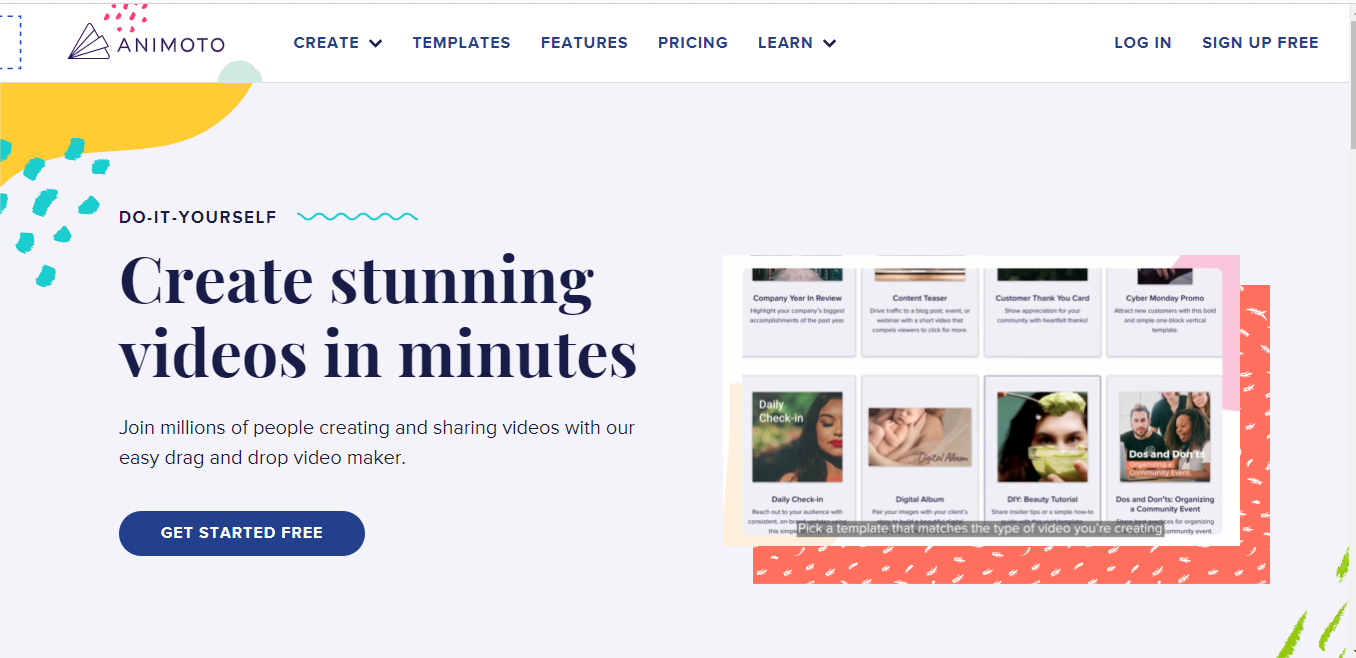 ANIMOTO
CREATE
TEMPLATES
FEATURES
PRICING
LEARN
LOG IN
SIGN UP FREE
DO-IT-YOURSELF
Create stunning
videos in minutes
Join millions of people creating and sharing videos with our
easy drag and drop video maker.
GET STARTED FREE
Company Year In Review
Highlight your company's biggest
accomplishments of the past year.
Content Teaser
Drive traffic to a blog post, event, or
webinar with a short video that
compels viewers to click for more.
Customer Thank You Card
Show appreciation for your
community with heartfelt thanks!
Cyber Monday Promo
Attract new customers with this bold
and simple one-block vertical
template.
Daily
Check-in
Daily Check-in
Reach out to your audience with
consistent, on-brand updates using
this simple
Digital Album
Digital Album
Pair your images with your client's
DIY: Beauty Tutorial
Share insider tips or a simple how-to
Dos and Don'ts
Organizing a
Community Event
Dos and Don'ts: Organizing
a Community Event
Share best practices for organizing
community event.
Pick a template that matches the type of video you're creating